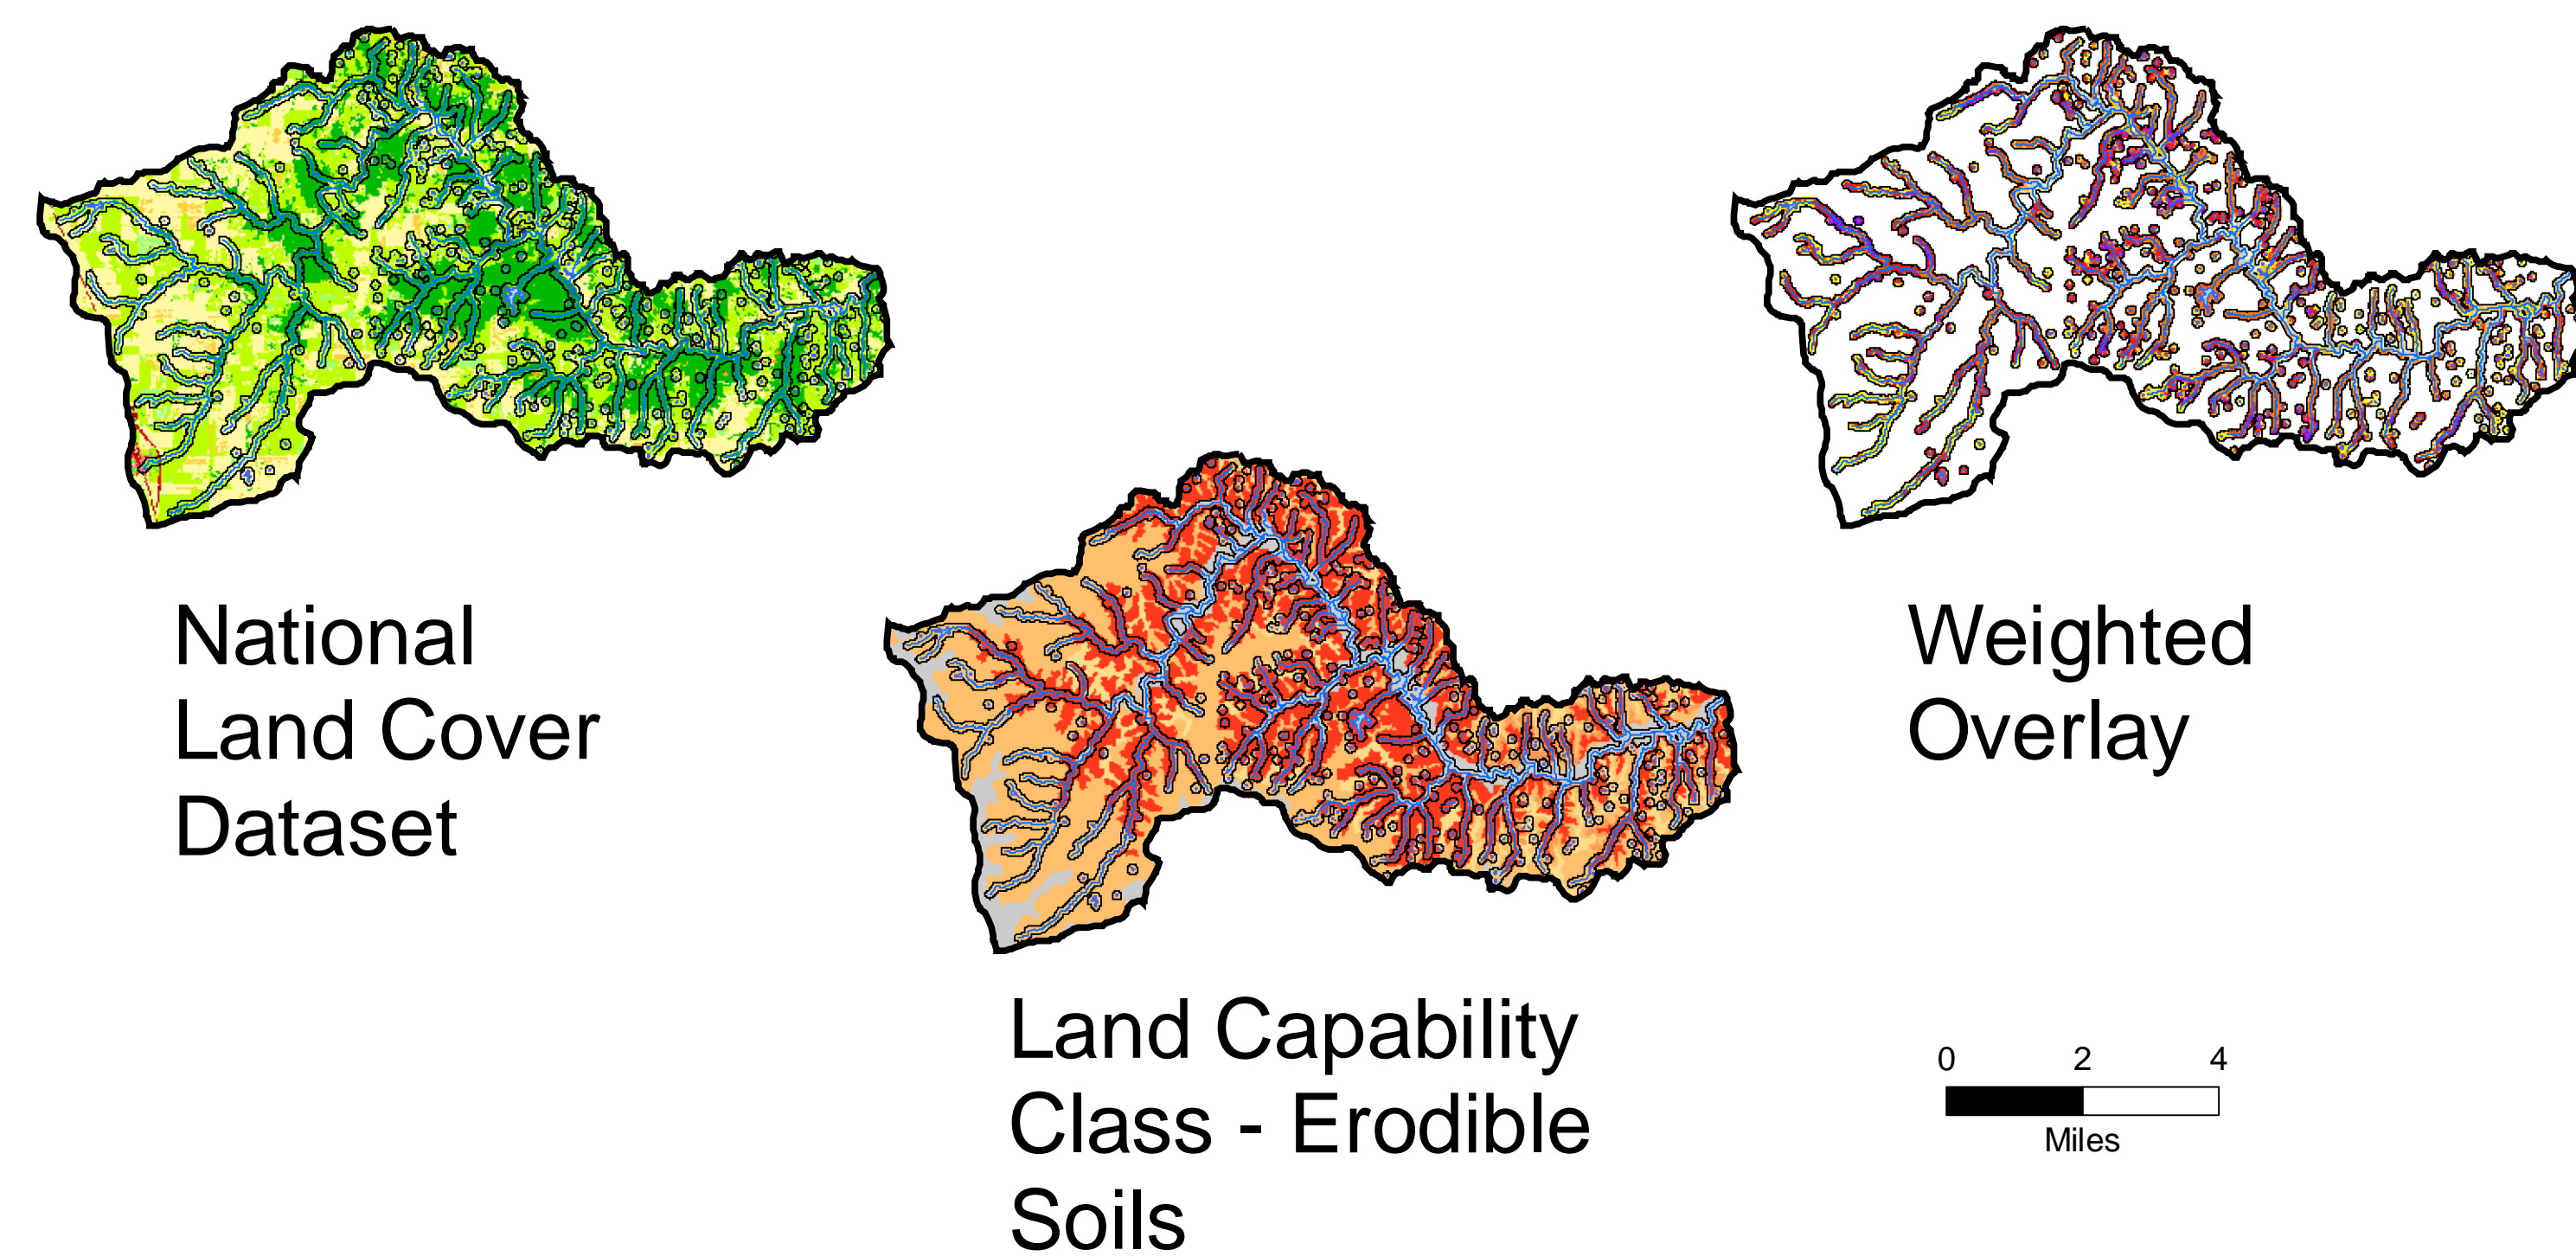 National
Land Cover
Dataset
Land Capability
Class - Erodible
Soils
Weighted
Overlay
0 2 4
Miles